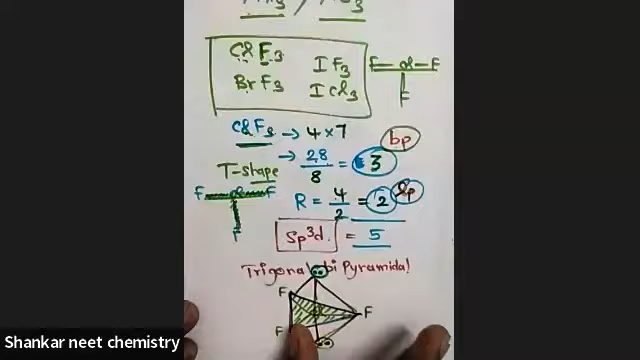 ClF3
BrF3
IF3
ICl3
F-Cl-F
F
ClF3 → 4×7
bp
→ 28/8 = 3
T-shape
F Cl F
F
R = 4/2 = 2
lp
Sp³d = 5
Trigonal bi Pyramidal
F
F
F
Shankar neet chemistry